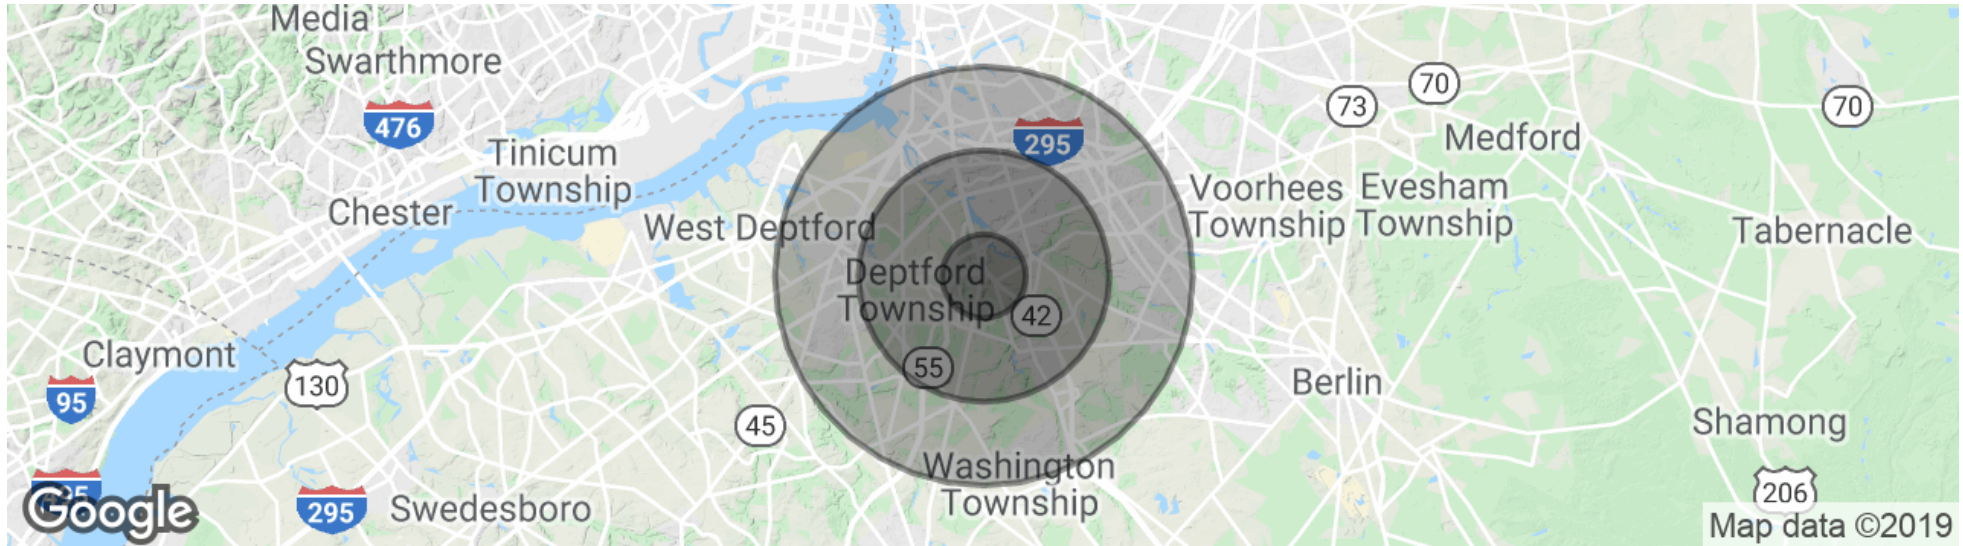 Media
Swarthmore
476
Tinicum
Township
Chester
West Deptford
295
73
70
70
Medford
Voorhees
Township
Evesham
Township
Tabernacle
Deptford
Township
42
55
Claymont
130
95
45
Berlin
Shamong
Washington
Township
206
295
Swedesboro
Google
Map data ©2019